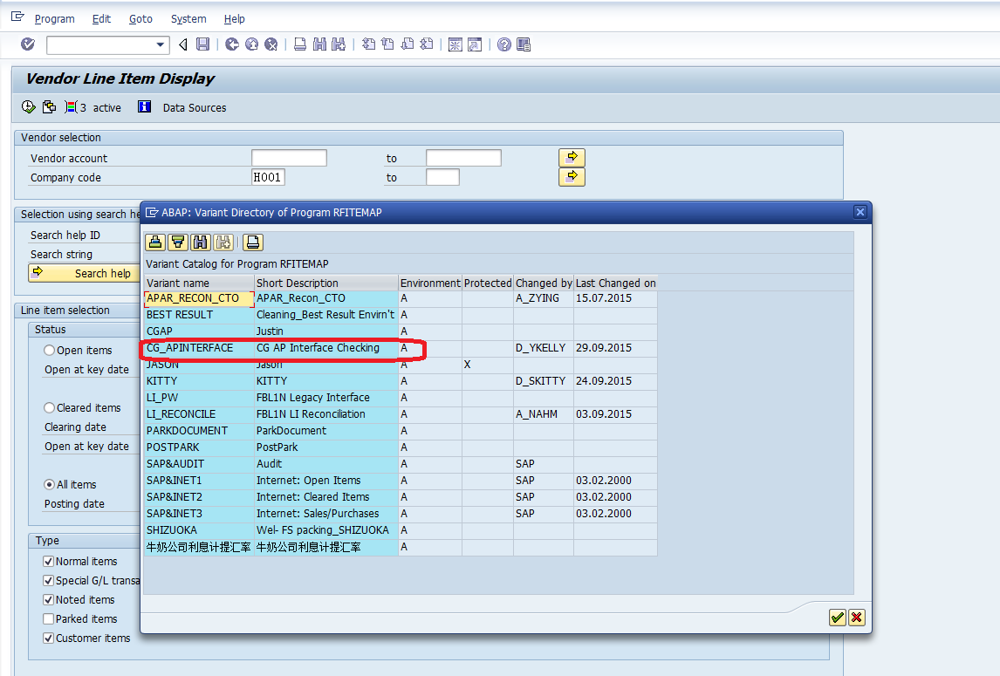 Program Edit Goto System Help
Vendor Line Item Display
3 active Data Sources
Vendor selection
Vendor account to
Company code H001 to
Selection using search he
Search help ID
Search string
Search help
Line item selection
Status
Open items
Open at key date
Cleared items
Clearing date
Open at key date
All items
Posting date
Type
Normal items
Special G/L transa
Noted items
Parked items
Customer items
ABAP: Variant Directory of Program RFITEMAP
Variant Catalog for Program RFITEMAP
Variant name Short Description Environment Protected Changed by Last Changed on
APAR_RECON_CTO APAR_Recon_CTO A A_ZYING 15.07.2015
BEST RESULT Cleaning_Best Result Envirn't A
CGAP Justin A
CG_APINTERFACE CG AP Interface Checking A D_YKELLY 29.09.2015
JASON Jason A X
KITTY KITTY A D_SKITTY 24.09.2015
LI_PW FBL1N Legacy Interface A
LI_RECONCILE FBL1N LI Reconciliation A A_NAHM 03.09.2015
PARKDOCUMENT ParkDocument A
POSTPARK PostPark A
SAP&AUDIT Audit A SAP
SAP&INET1 Internet: Open Items A SAP 03.02.2000
SAP&INET2 Internet: Cleared Items A SAP 03.02.2000
SAP&INET3 Internet: Sales/Purchases A SAP 03.02.2000
SHIZUOKA Wel- FS packing_SHIZUOKA A
牛奶公司利息计提汇率 牛奶公司利息计提汇率 A